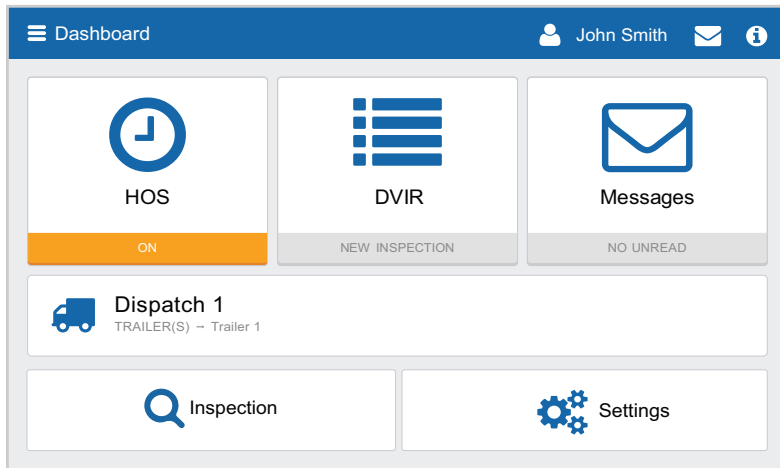 Dashboard
John Smith
HOS
DVIR
Messages
ON
NEW INSPECTION
NO UNREAD
Dispatch 1
TRAILER(S) → Trailer 1
Inspection
Settings